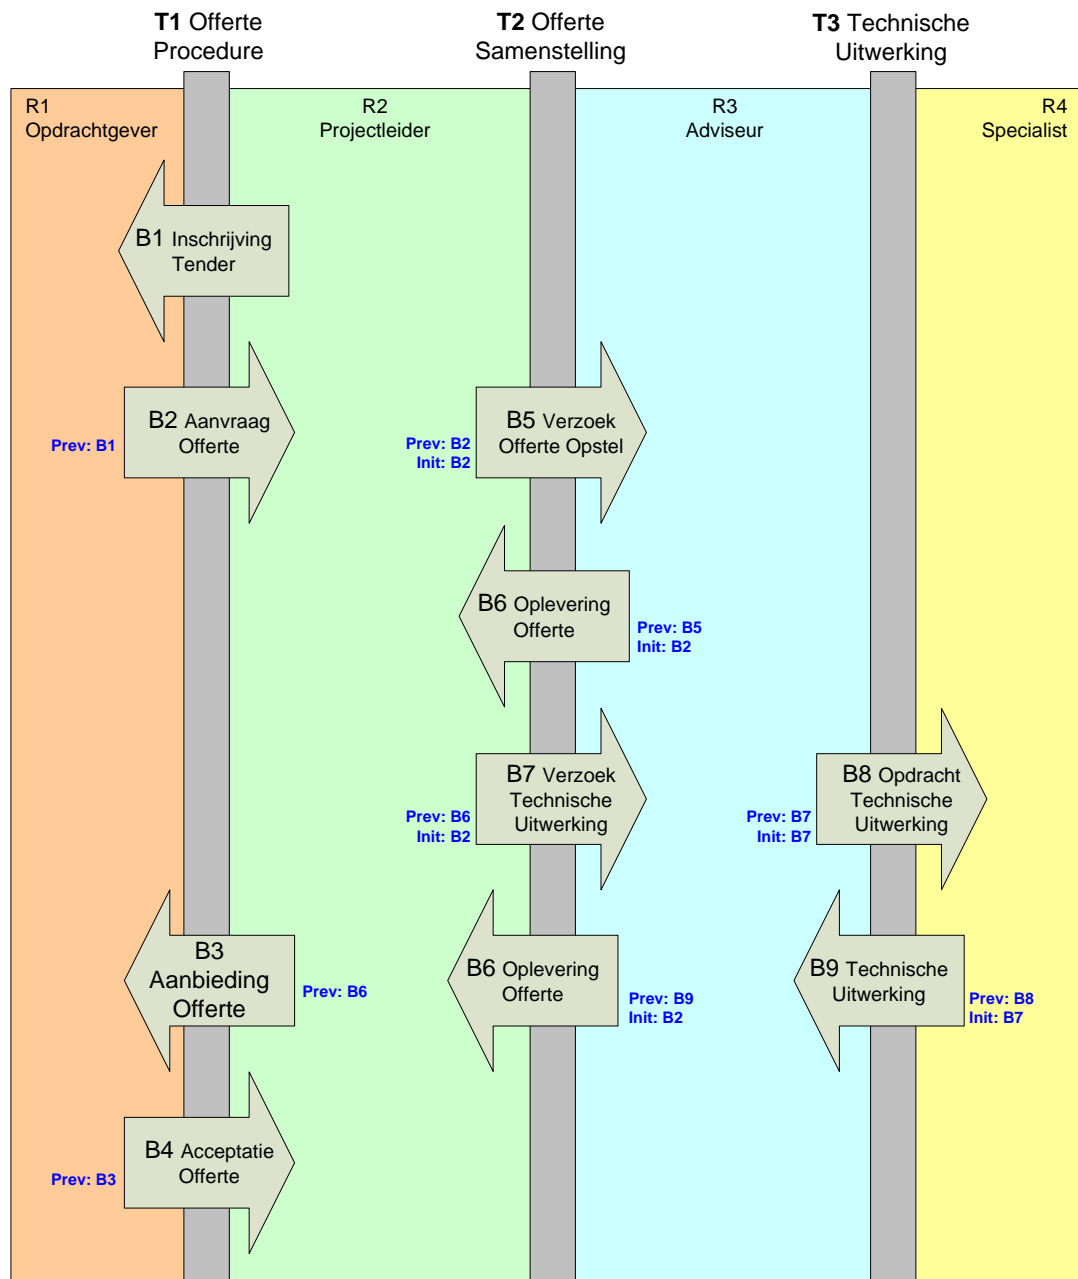 T1 Offerte
Procedure
T2 Offerte
Samenstelling
T3 Technische
Uitwerking
R1
Opdrachtgever
R2
Projectleider
R3
Adviseur
R4
Specialist
B1 Inschrijving
Tender
B2 Aanvraag
Offerte
Prev: B1
B5 Verzoek
Offerte Opstel
Prev: B2
Init: B2
B6 Oplevering
Offerte
Prev: B5
Init: B2
B7 Verzoek
Technische
Uitwerking
Prev: B6
Init: B2
B8 Opdracht
Technische
Uitwerking
Prev: B7
Init: B7
B3
Aanbieding
Offerte
Prev: B6
B6 Oplevering
Offerte
Prev: B9
Init: B2
B9 Technische
Uitwerking
Prev: B8
Init: B7
B4 Acceptatie
Offerte
Prev: B3